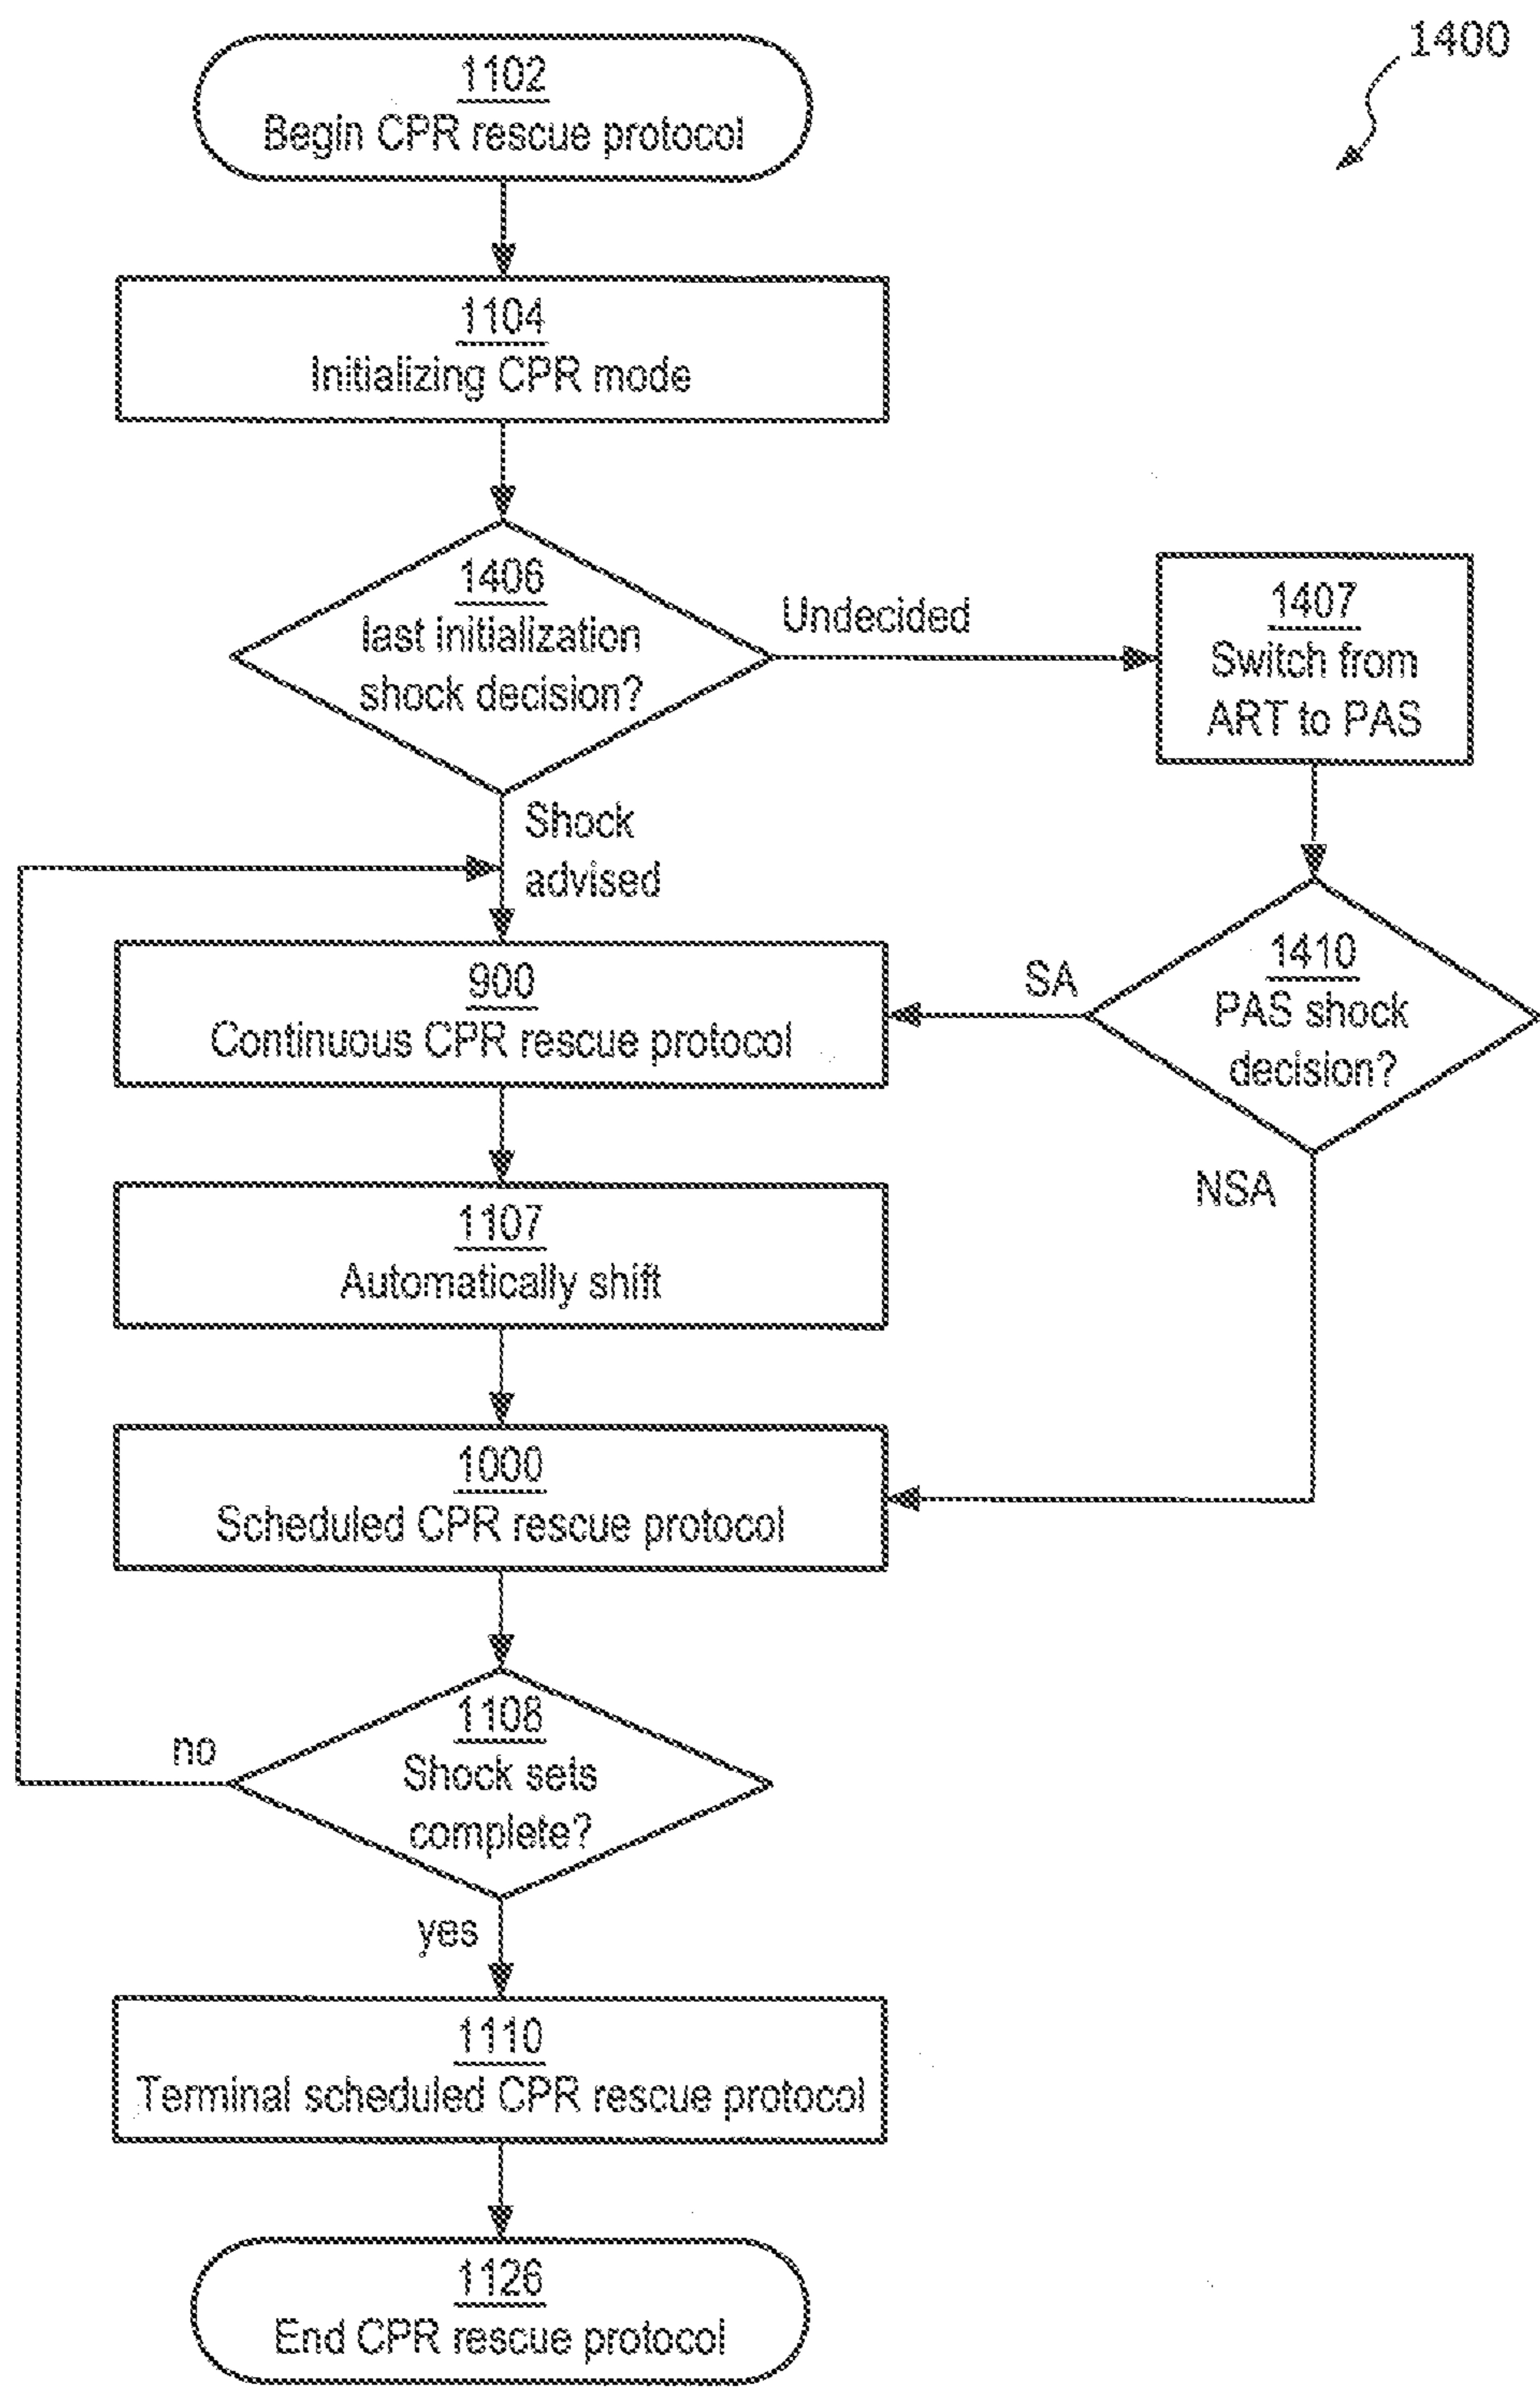 1400
1102
Begin CPR rescue protocol
1104
Initializing CPR mode
1406
last initialization
shock decision?
Undecided
1407
Switch from
ART to PAS
Shock
advised
900
Continuous CPR rescue protocol
SA
1410
PAS shock
decision?
NSA
1107
Automatically shift
1000
Scheduled CPR rescue protocol
1108
Shock sets
complete?
no
yes
1110
Terminal scheduled CPR rescue protocol
1126
End CPR rescue protocol